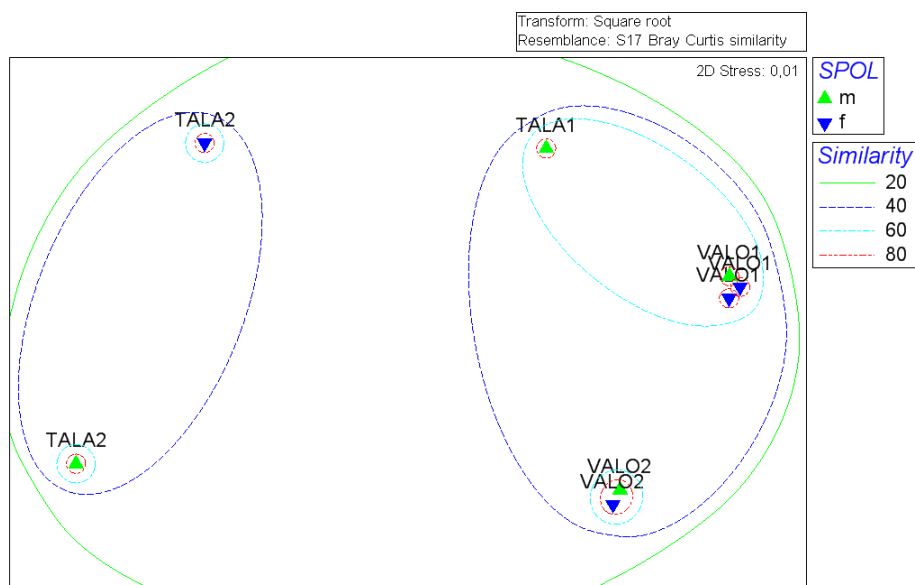 Transform: Square root
Resemblance: S17 Bray Curtis similarity
2D Stress: 0,01
SPOL
m
f
Similarity
20
40
60
80
TALA2
TALA1
VALO1
VALO1
VALO1
TALA2
VALO2
VALO2